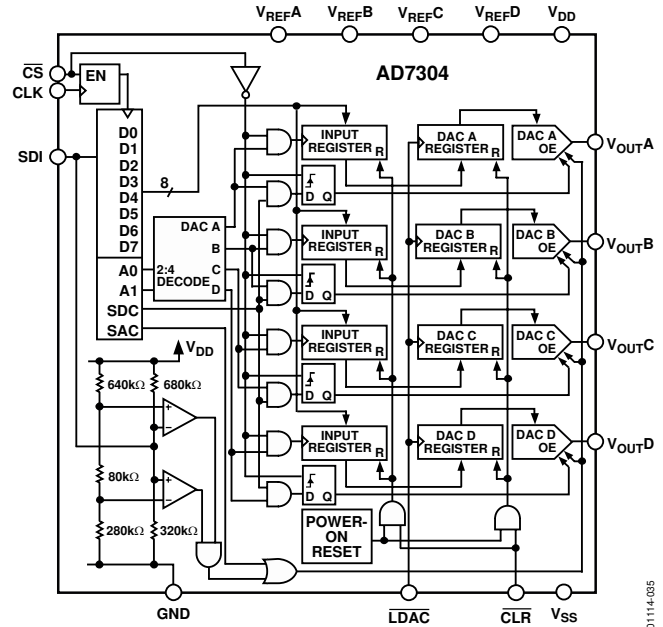 VREFA VREFB VREFC VREFD VDD
AD7304
CS
CLK
EN
SDI
D0
D1
D2
D3
D4
D5
D6
D7
A0
A1
SDC
SAC
8
2:4
DECODE
DAC A
B
C
D
INPUT
REGISTER R
D Q
DAC A
REGISTER R
DAC A
OE
VOUTA
INPUT
REGISTER R
D Q
DAC B
REGISTER R
DAC B
OE
VOUTB
INPUT
REGISTER R
D Q
DAC C
REGISTER R
DAC C
OE
VOUTC
INPUT
REGISTER R
D Q
DAC D
REGISTER R
DAC D
OE
VOUTD
VDD
640kΩ 680kΩ
+
−
80kΩ
+
−
280kΩ 320kΩ
POWER-
ON
RESET
GND LDAC CLR VSS
01114-035